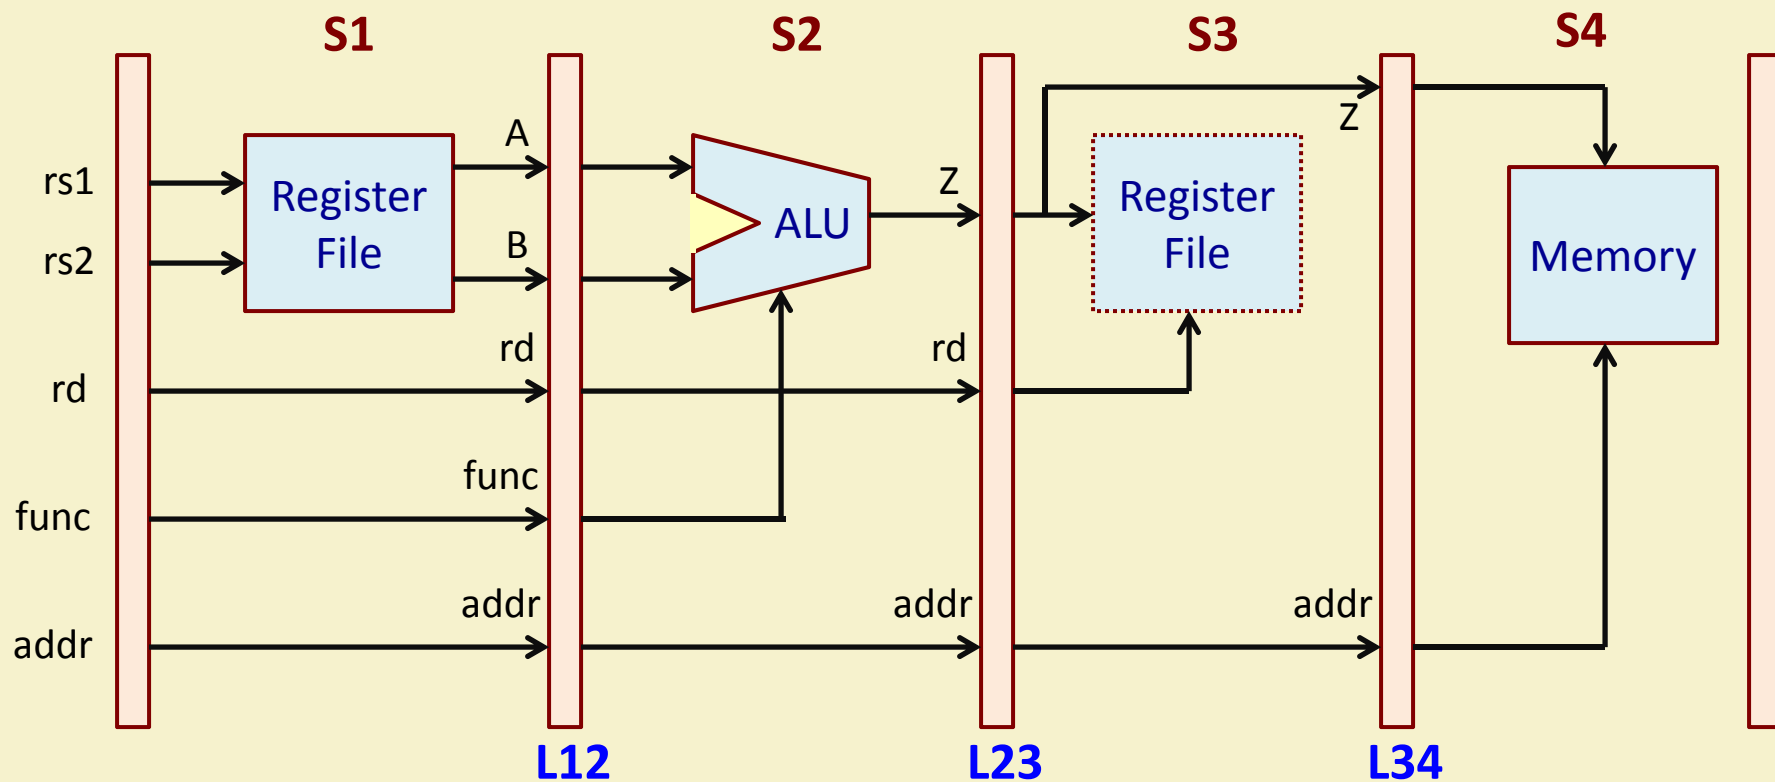 S1
S2
S3
S4
A
Z
Z
rs1
Register
File
ALU
Register
File
Memory
rs2
B
rd
rd
rd
func
func
addr
addr
addr
addr
L12
L23
L34